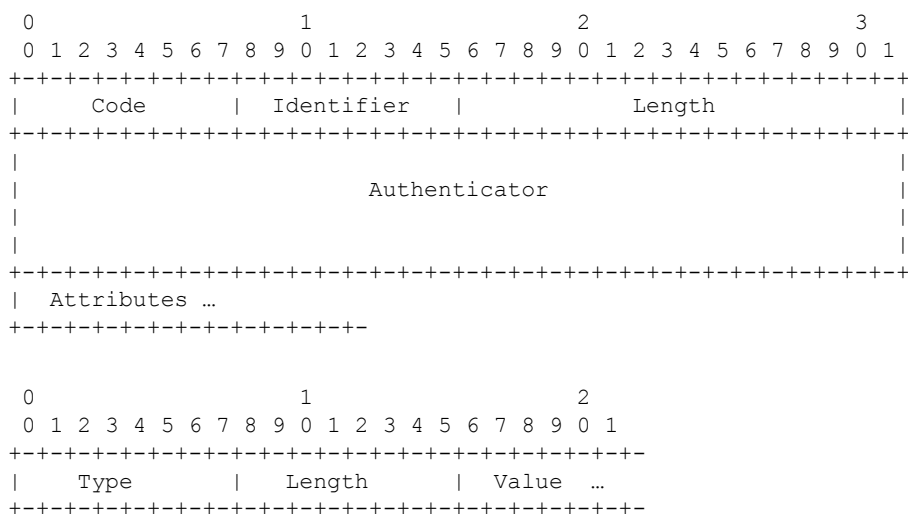 0                   1                   2                   3
 0 1 2 3 4 5 6 7 8 9 0 1 2 3 4 5 6 7 8 9 0 1 2 3 4 5 6 7 8 9 0 1
+-+-+-+-+-+-+-+-+-+-+-+-+-+-+-+-+-+-+-+-+-+-+-+-+-+-+-+-+-+-+-+-+
|     Code      |  Identifier   |            Length             |
+-+-+-+-+-+-+-+-+-+-+-+-+-+-+-+-+-+-+-+-+-+-+-+-+-+-+-+-+-+-+-+-+
|                                                               |
|                         Authenticator                         |
|                                                               |
|                                                               |
+-+-+-+-+-+-+-+-+-+-+-+-+-+-+-+-+-+-+-+-+-+-+-+-+-+-+-+-+-+-+-+-+
|  Attributes …
+-+-+-+-+-+-+-+-+-+-+-+-+-

 0                   1                   2
 0 1 2 3 4 5 6 7 8 9 0 1 2 3 4 5 6 7 8 9 0 1
+-+-+-+-+-+-+-+-+-+-+-+-+-+-+-+-+-+-+-+-+-+-+-
|    Type       |   Length      |  Value  …
+-+-+-+-+-+-+-+-+-+-+-+-+-+-+-+-+-+-+-+-+-+-+-